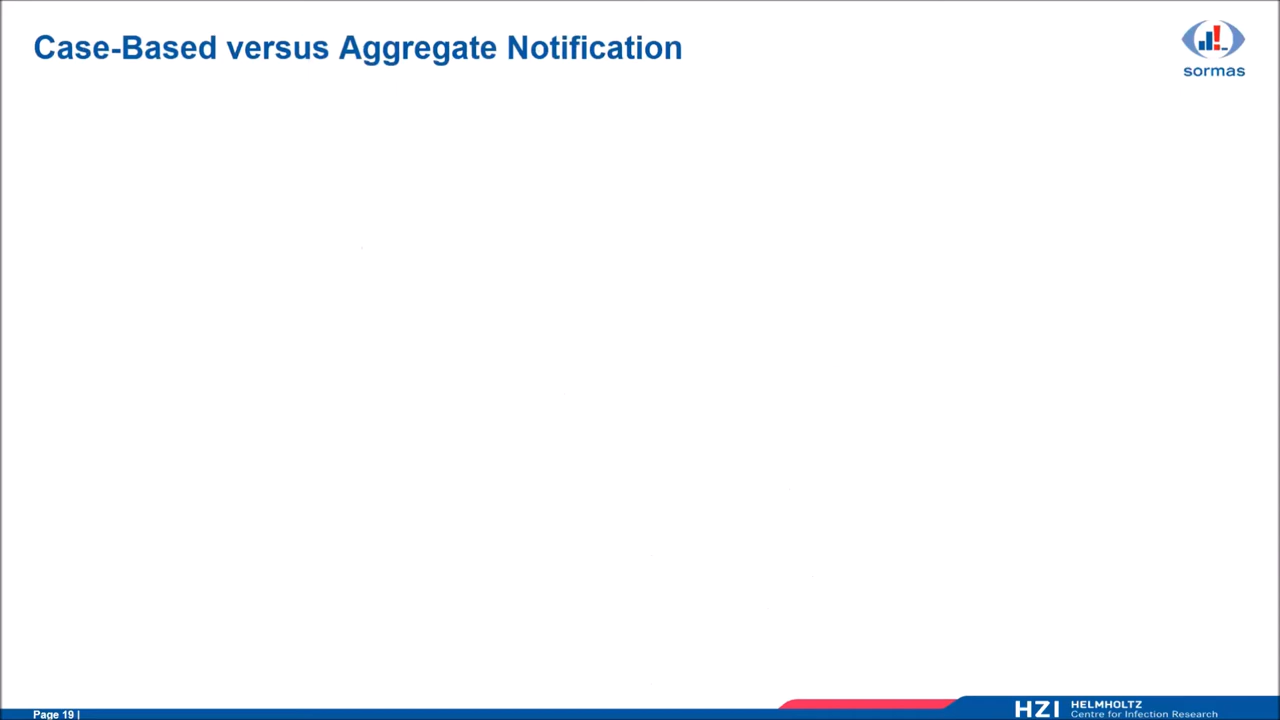 Case-Based versus Aggregate Notification
sormas
Page 19 |
HZI
HELMHOLTZ
Centre for Infection Research